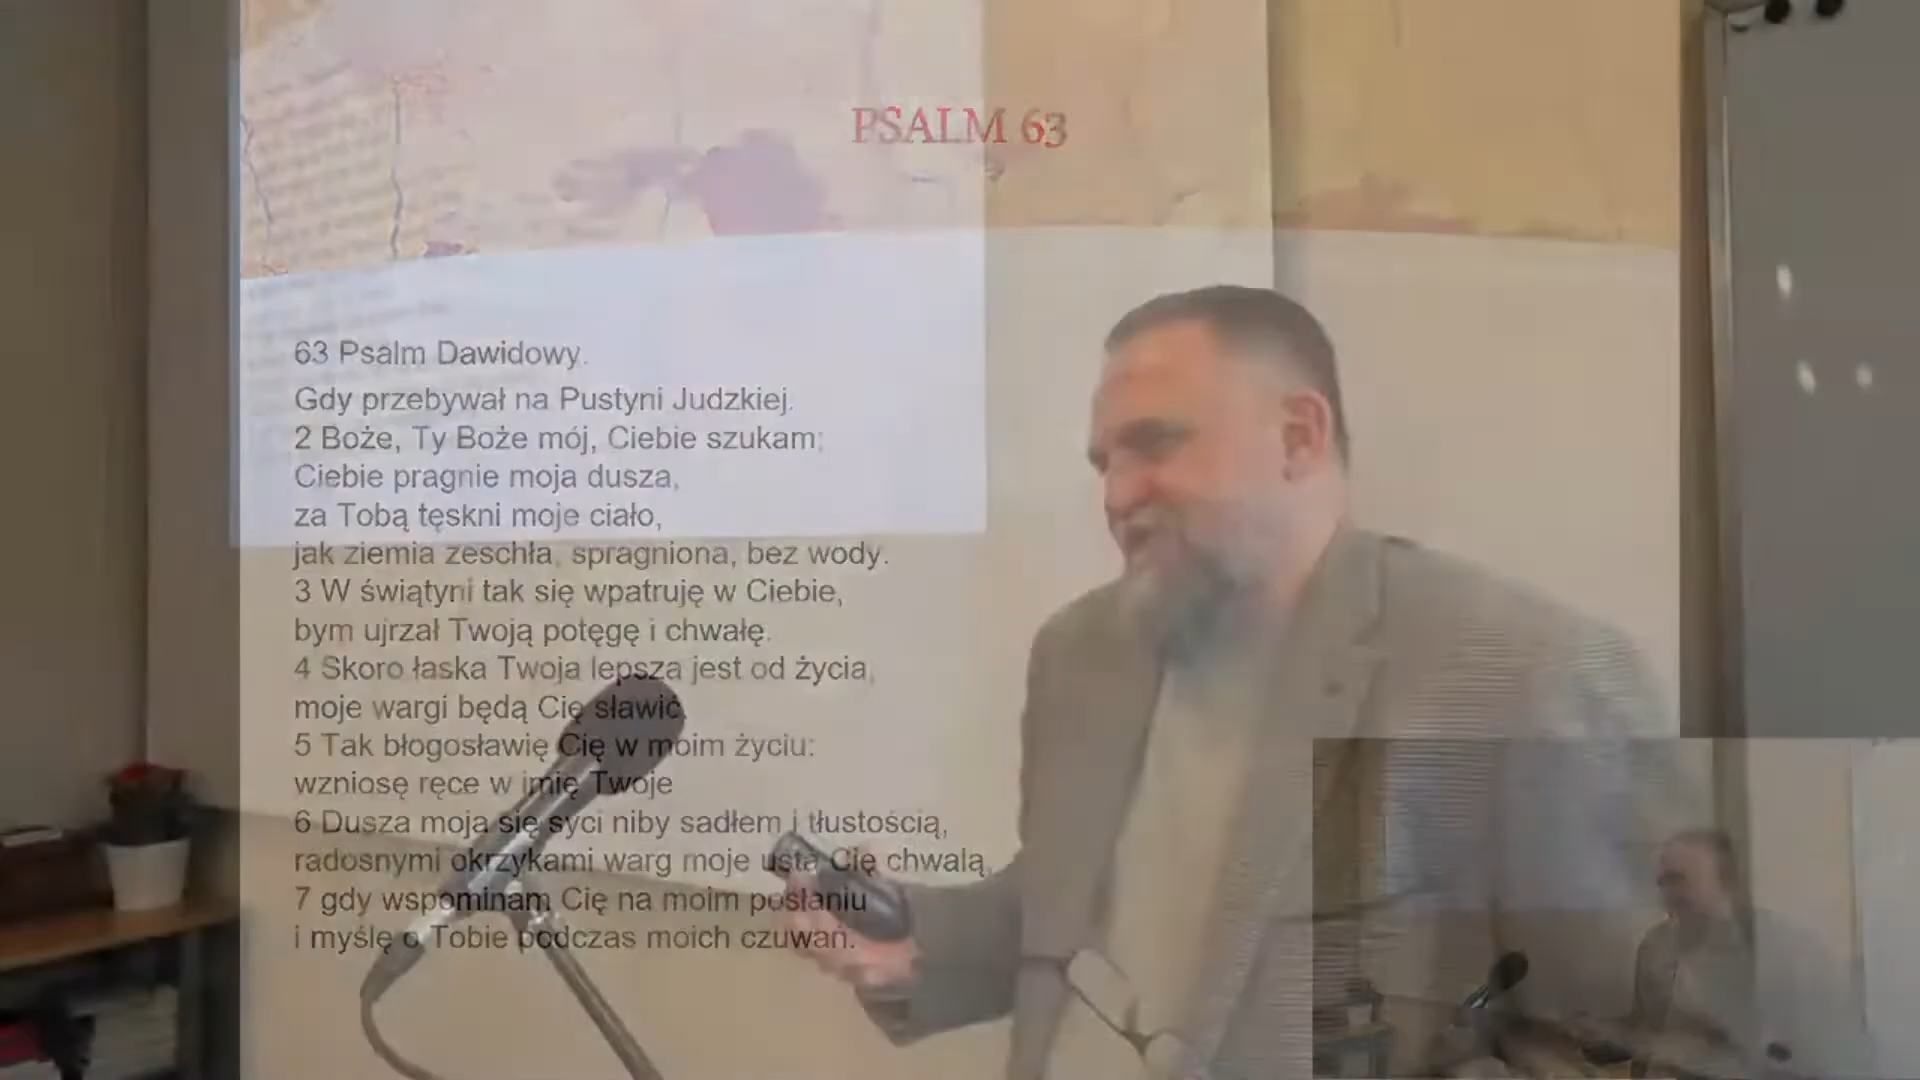 PSALM 63
63 Psalm Dawidowy.
Gdy przebywał na Pustyni Judzkiej.
2 Boże, Ty Boże mój, Ciebie szukam;
Ciebie pragnie moja dusza,
za Tobą tęskni moje ciało,
jak ziemia zeschła, spragniona, bez wody.
3 W świątyni tak się wpatruję w Ciebie,
bym ujrzał Twoją potęgę i chwałę.
4 Skoro łaska Twoja lepsza jest od życia,
moje wargi będą Cię sławić.
5 Tak błogosławię Cię w moim życiu:
wzniosę ręce w imię Twoje
6 Dusza moja się syci niby sadłem i tłustością,
radosnymi okrzykami warg moje usta Cię chwalą,
7 gdy wspominam Cię na moim posłaniu
i myślę o Tobie podczas moich czuwań.